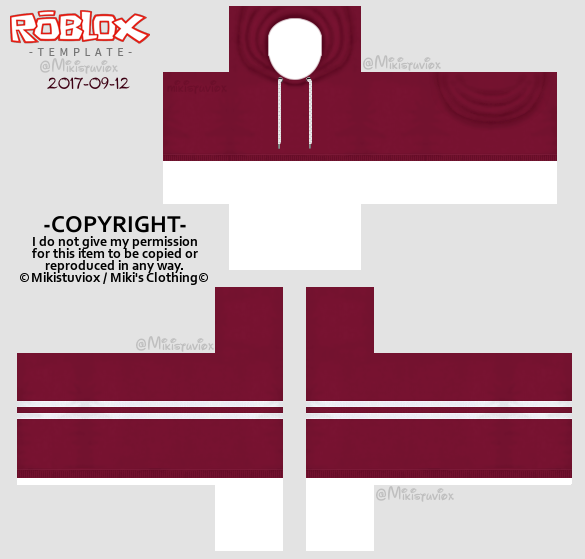 RŌBLOX
-TEMPLATE-
@Mikistuviox
2017-09-12
@Mikistuviox
-COPYRIGHT-
I do not give my permission
for this item to be copied or
reproduced in any way.
©Mikistuviox / Miki's Clothing©
@Mikistuviox
@Mikistuviox